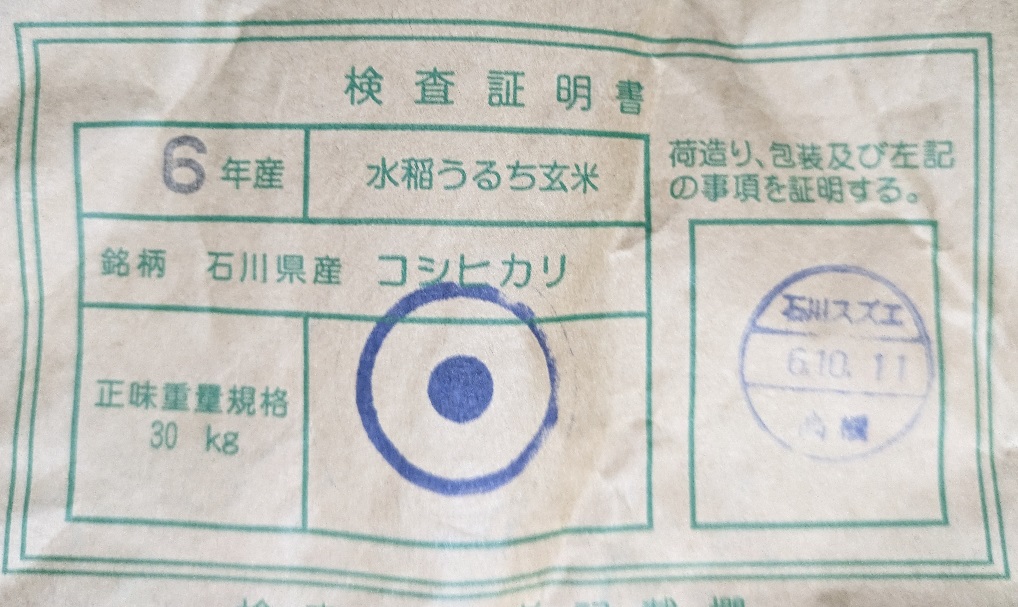 検査証明書
6年産
水稲うるち玄米
荷造り、包装及び左記
の事項を証明する。
銘柄 石川県産 コシヒカリ
正味重量規格
30 kg
石川スズエ
6.10.11